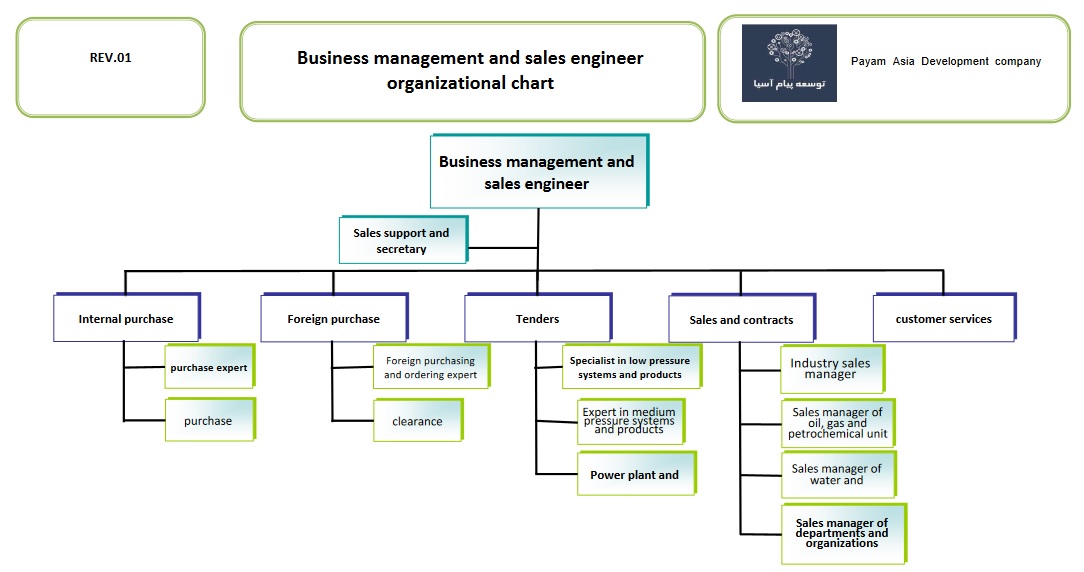 REV.01
Business management and sales engineer
organizational chart
توسعه پیام آسیا
Payam Asia Development company
Business management and
sales engineer
Sales support and
secretary
Internal purchase
Foreign purchase
Tenders
Sales and contracts
customer services
purchase expert
purchase
Foreign purchasing
and ordering expert
clearance
Specialist in low pressure
systems and products
Expert in medium
pressure systems
and products
Power plant and
Industry sales
manager
Sales manager of
oil, gas and
petrochemical unit
Sales manager of
water and
Sales manager of
departments and
organizations